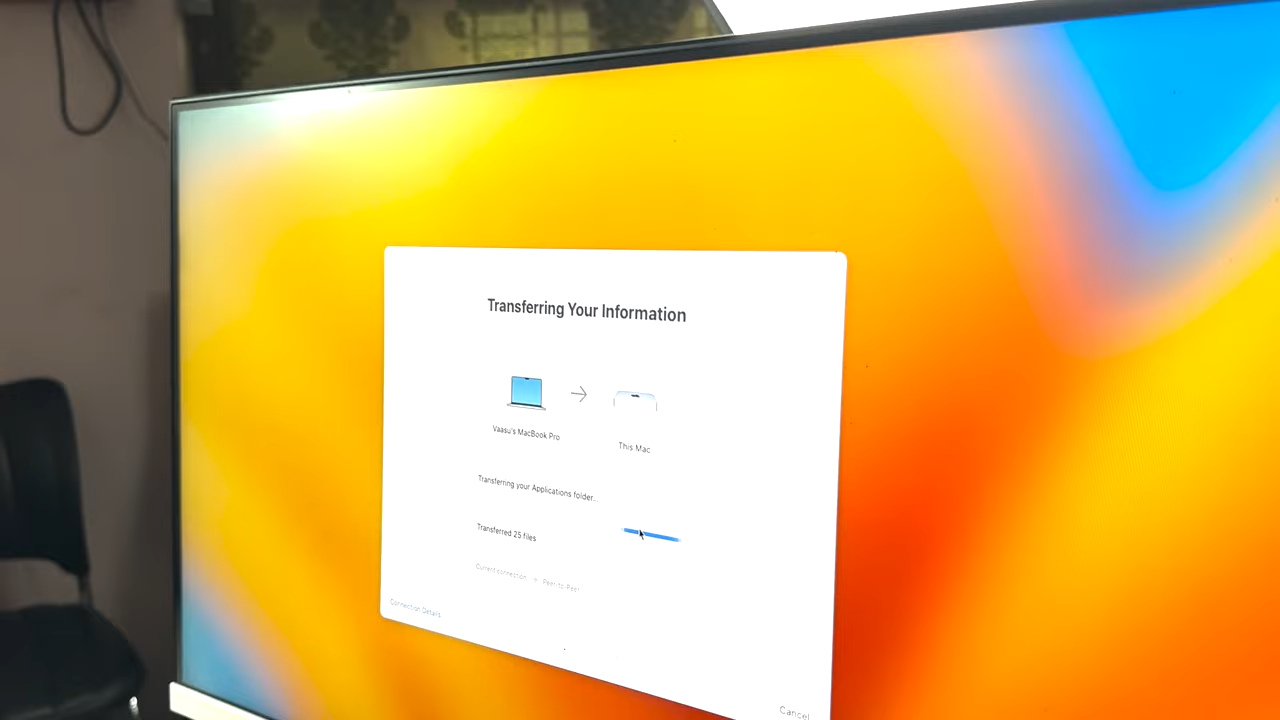 Transferring Your Information
Vaasu's MacBook Pro
This Mac
Transferring your Applications folder...
Transferred 25 files
Current connection: Peer-to-Peer
Connection Details
Cancel